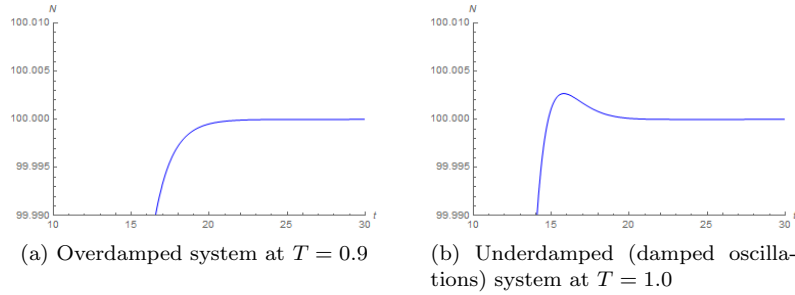 N
100.010
100.005
100.000
99.995
99.990
10 15 20 25 30 t
(a) Overdamped system at T = 0.9
N
100.010
100.005
100.000
99.995
99.990
10 15 20 25 30 t
(b) Underdamped (damped oscilla-
tions) system at T = 1.0